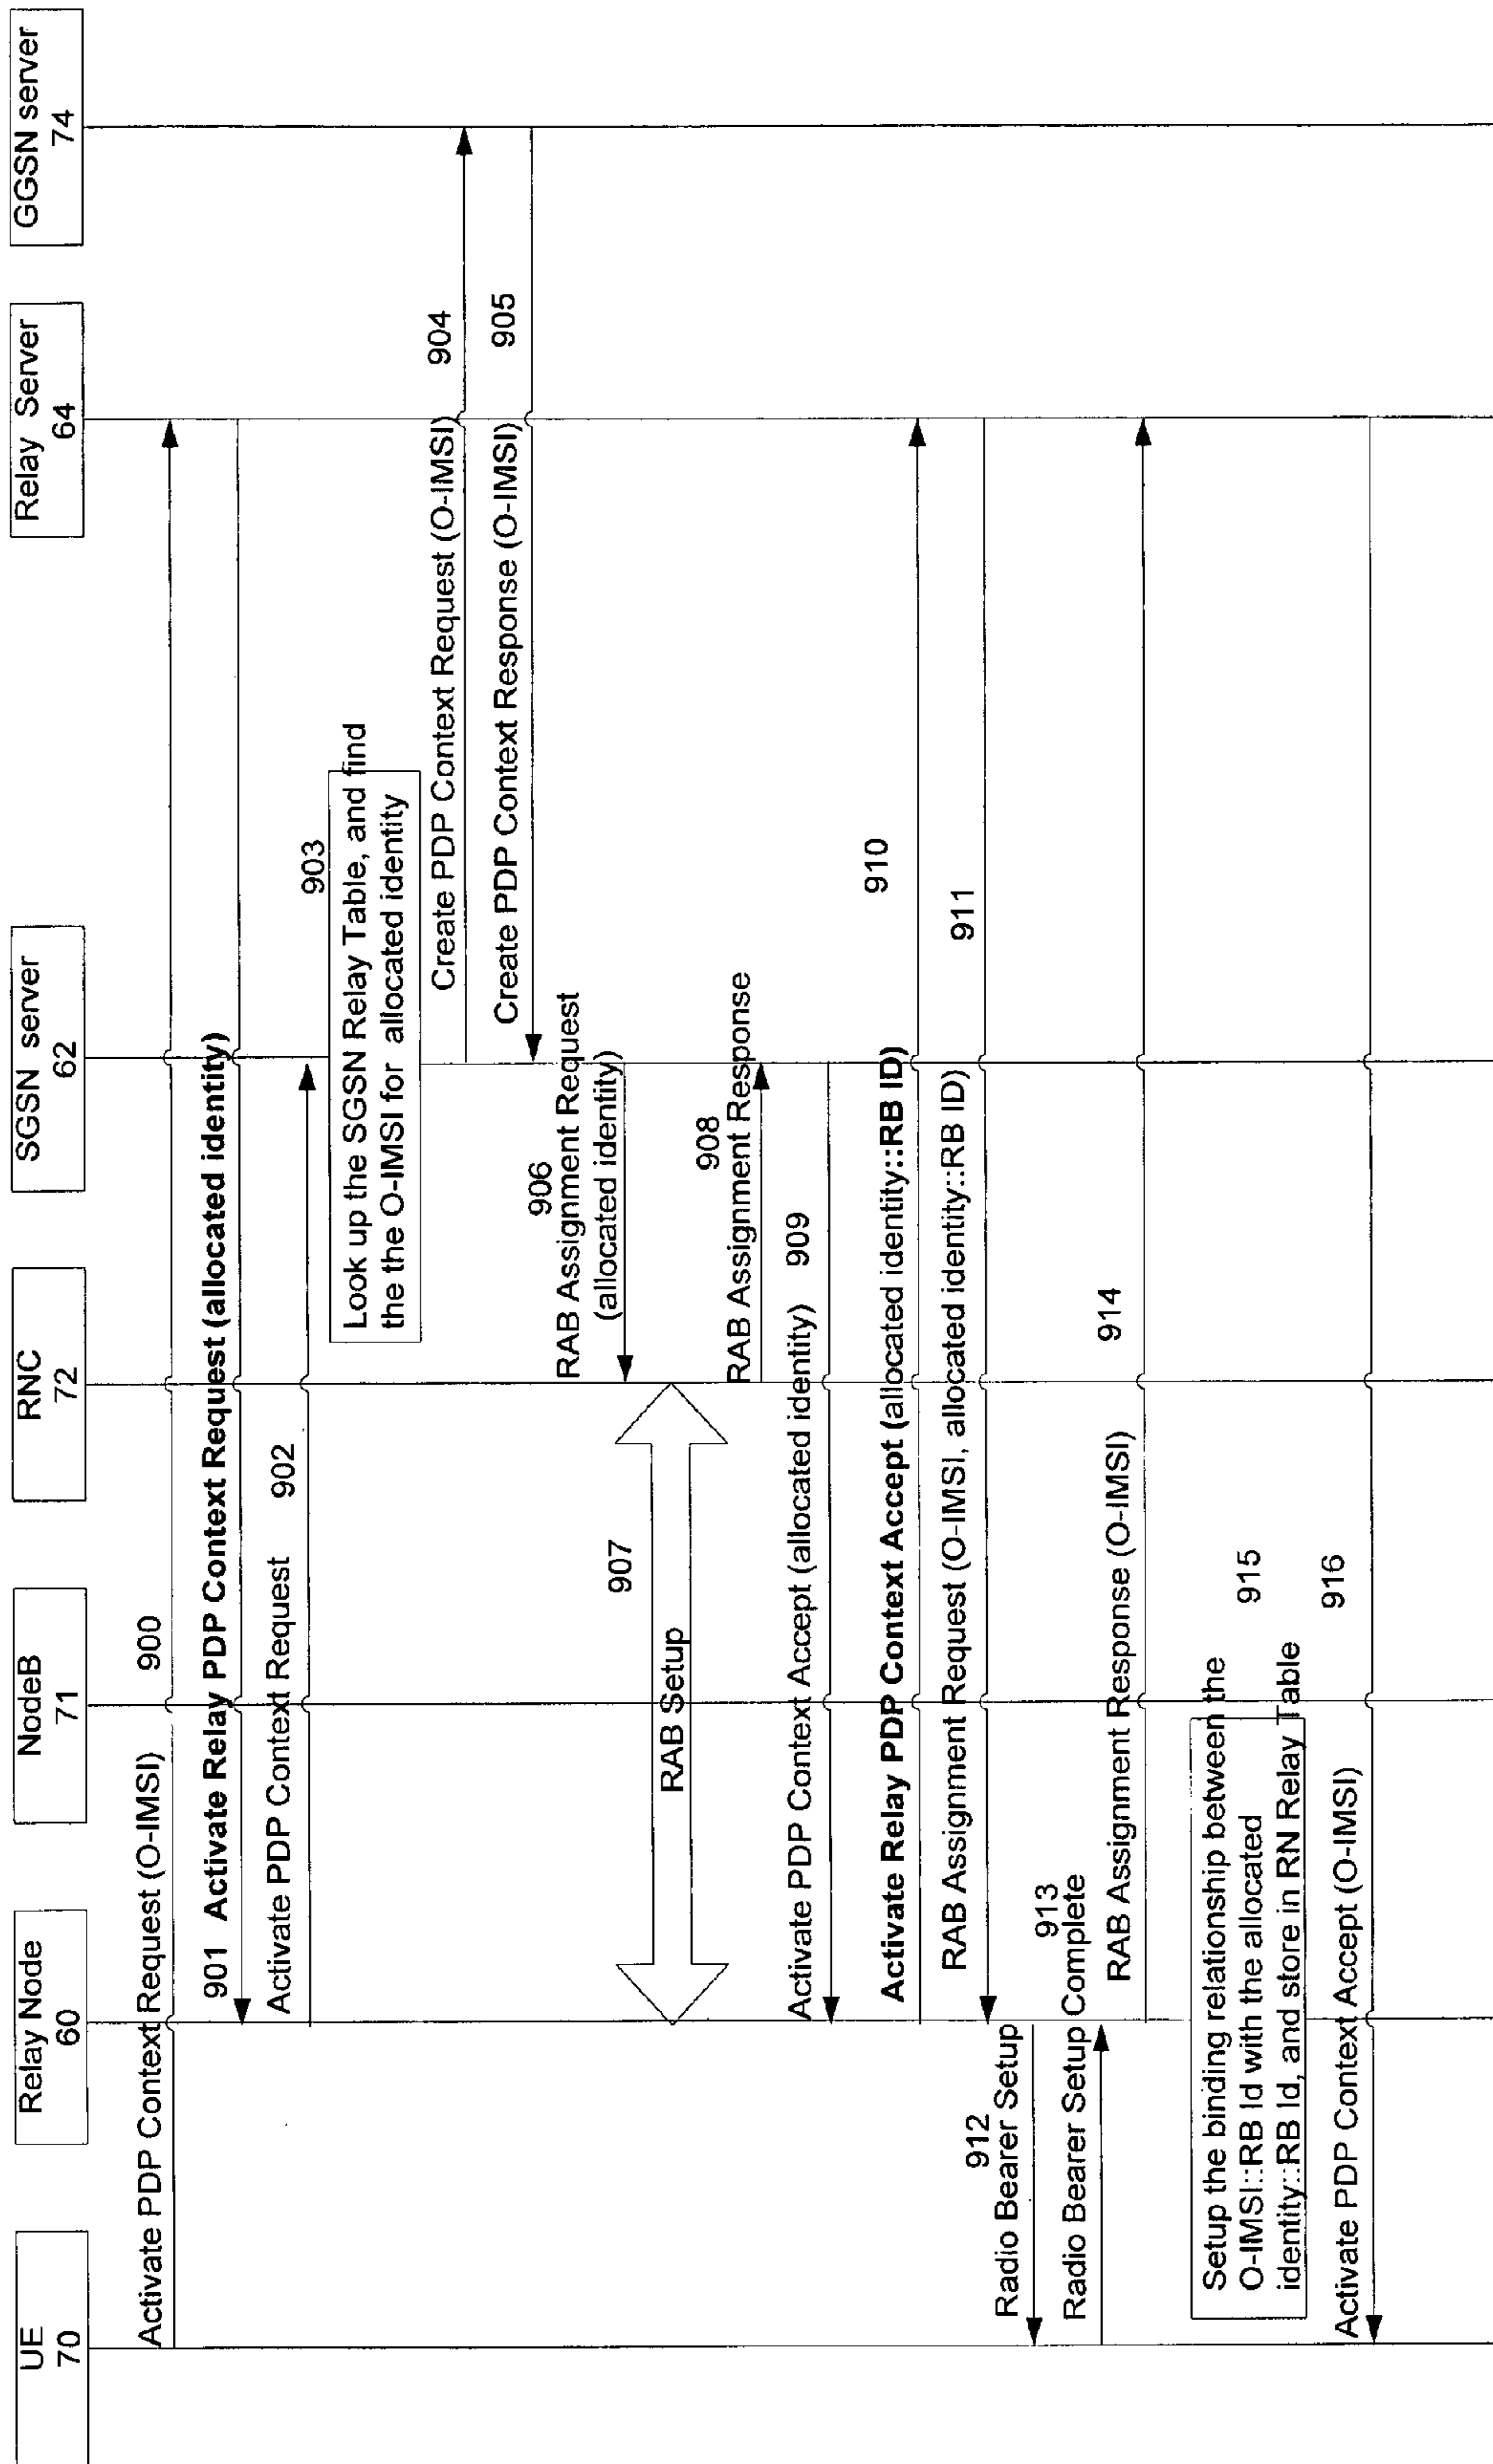 UE
70
Relay Node
60
NodeB
71
RNC
72
SGSN server
62
Relay Server
64
GGSN server
74
Activate PDP Context Request (O-IMSI) 900
901 Activate Relay PDP Context Request (allocated identity)
Activate PDP Context Request 902
903
Look up the SGSN Relay Table, and find
the the O-IMSI for allocated identity
Create PDP Context Request (O-IMSI) 904
Create PDP Context Response (O-IMSI) 905
906
RAB Assignment Request
(allocated identity)
907
RAB Setup
908
RAB Assignment Response
Activate PDP Context Accept (allocated identity) 909
Activate Relay PDP Context Accept (allocated identity::RB ID) 910
RAB Assignment Request (O-IMSI, allocated identity::RB ID) 911
912
Radio Bearer Setup
913
Radio Bearer Setup Complete
RAB Assignment Response (O-IMSI) 914
915
Setup the binding relationship between the
O-IMSI::RB Id with the allocated
identity::RB Id, and store in RN Relay Table
Activate PDP Context Accept (O-IMSI) 916